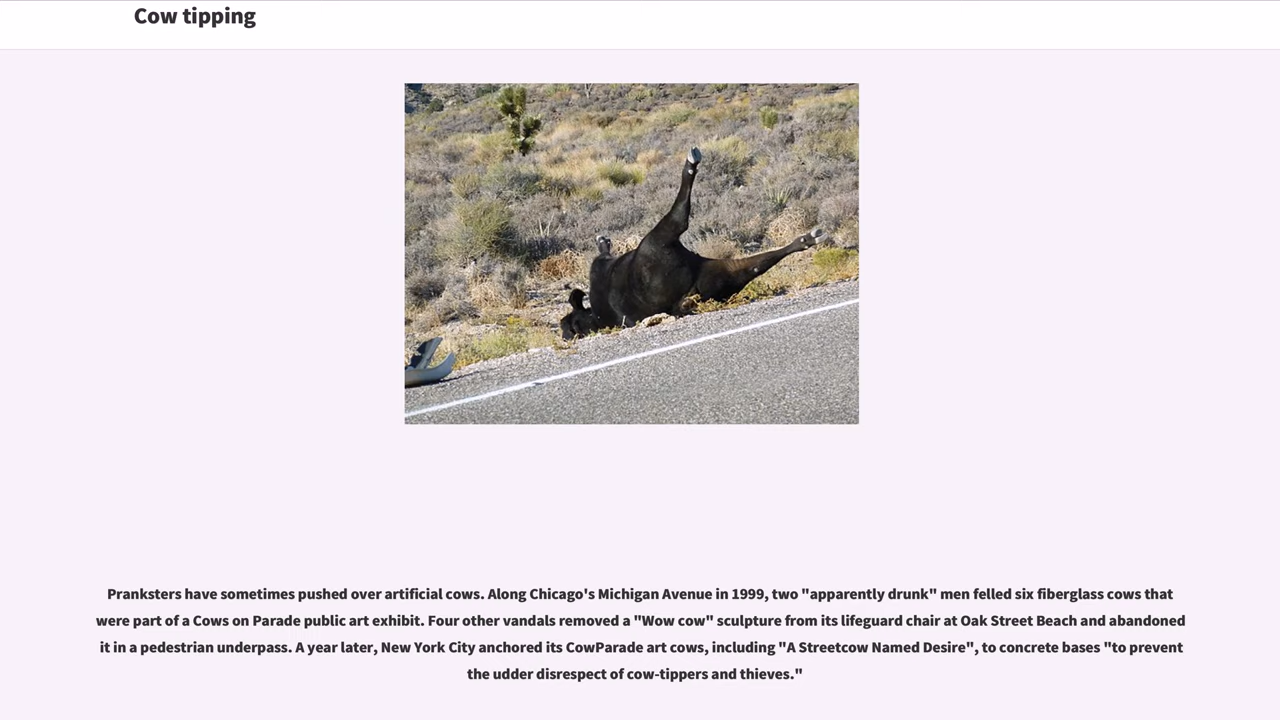 Cow tipping
Pranksters have sometimes pushed over artificial cows. Along Chicago's Michigan Avenue in 1999, two "apparently drunk" men felled six fiberglass cows that
were part of a Cows on Parade public art exhibit. Four other vandals removed a "Wow cow" sculpture from its lifeguard chair at Oak Street Beach and abandoned
it in a pedestrian underpass. A year later, New York City anchored its CowParade art cows, including "A Streetcow Named Desire", to concrete bases "to prevent
the udder disrespect of cow-tippers and thieves."